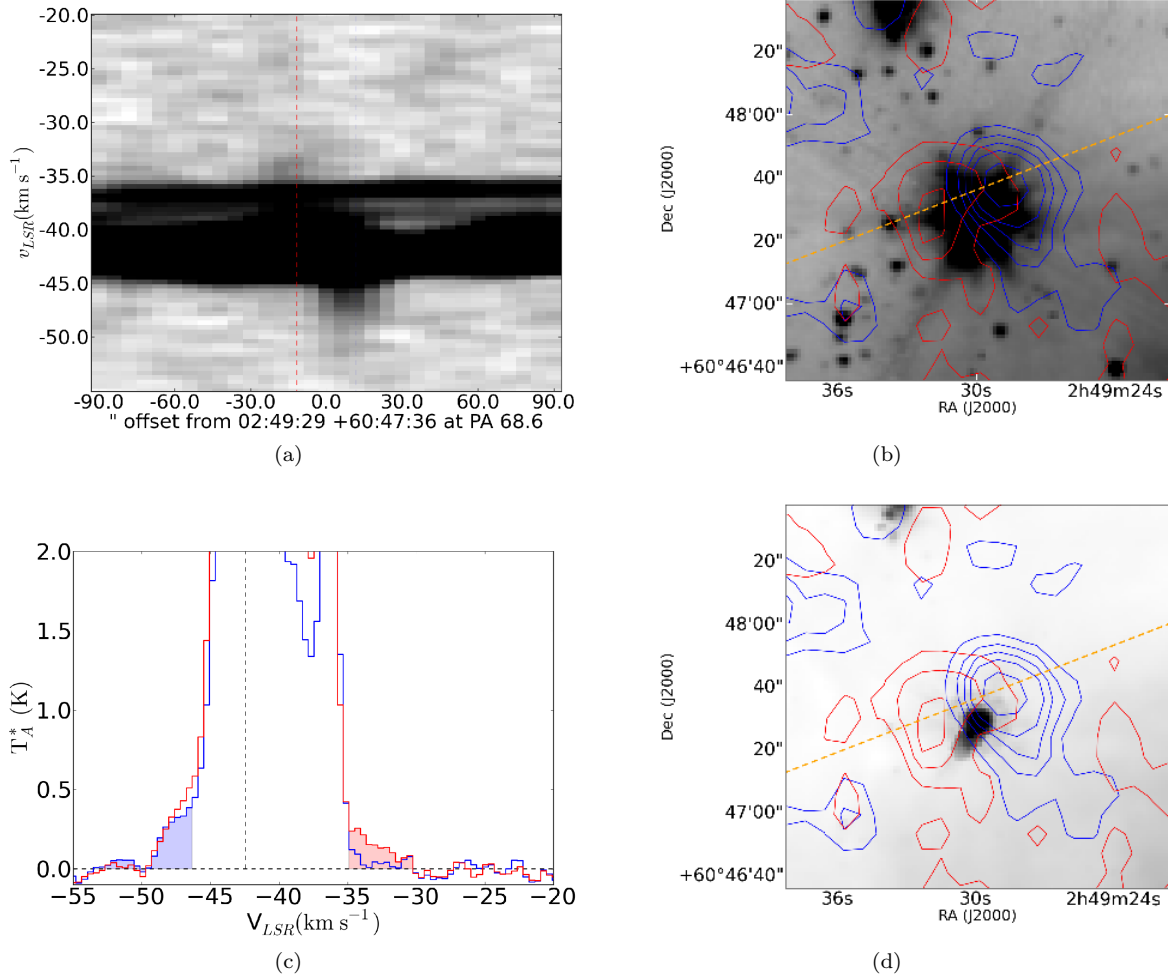 -20.0
-25.0
-30.0
-35.0
-40.0
-45.0
-50.0
v_LSR(km s⁻¹)
-90.0 -60.0 -30.0 0.0 30.0 60.0 90.0
" offset from 02:49:29 +60:47:36 at PA 68.6
(a)
20"
48'00"
40"
20"
47'00"
+60°46'40"
Dec (J2000)
36s 30s 2h49m24s
RA (J2000)
(b)
2.0
1.5
1.0
0.5
0.0
T*_A (K)
−55 −50 −45 −40 −35 −30 −25 −20
V_LSR(km s⁻¹)
(c)
20"
48'00"
40"
20"
47'00"
+60°46'40"
Dec (J2000)
36s 30s 2h49m24s
RA (J2000)
(d)